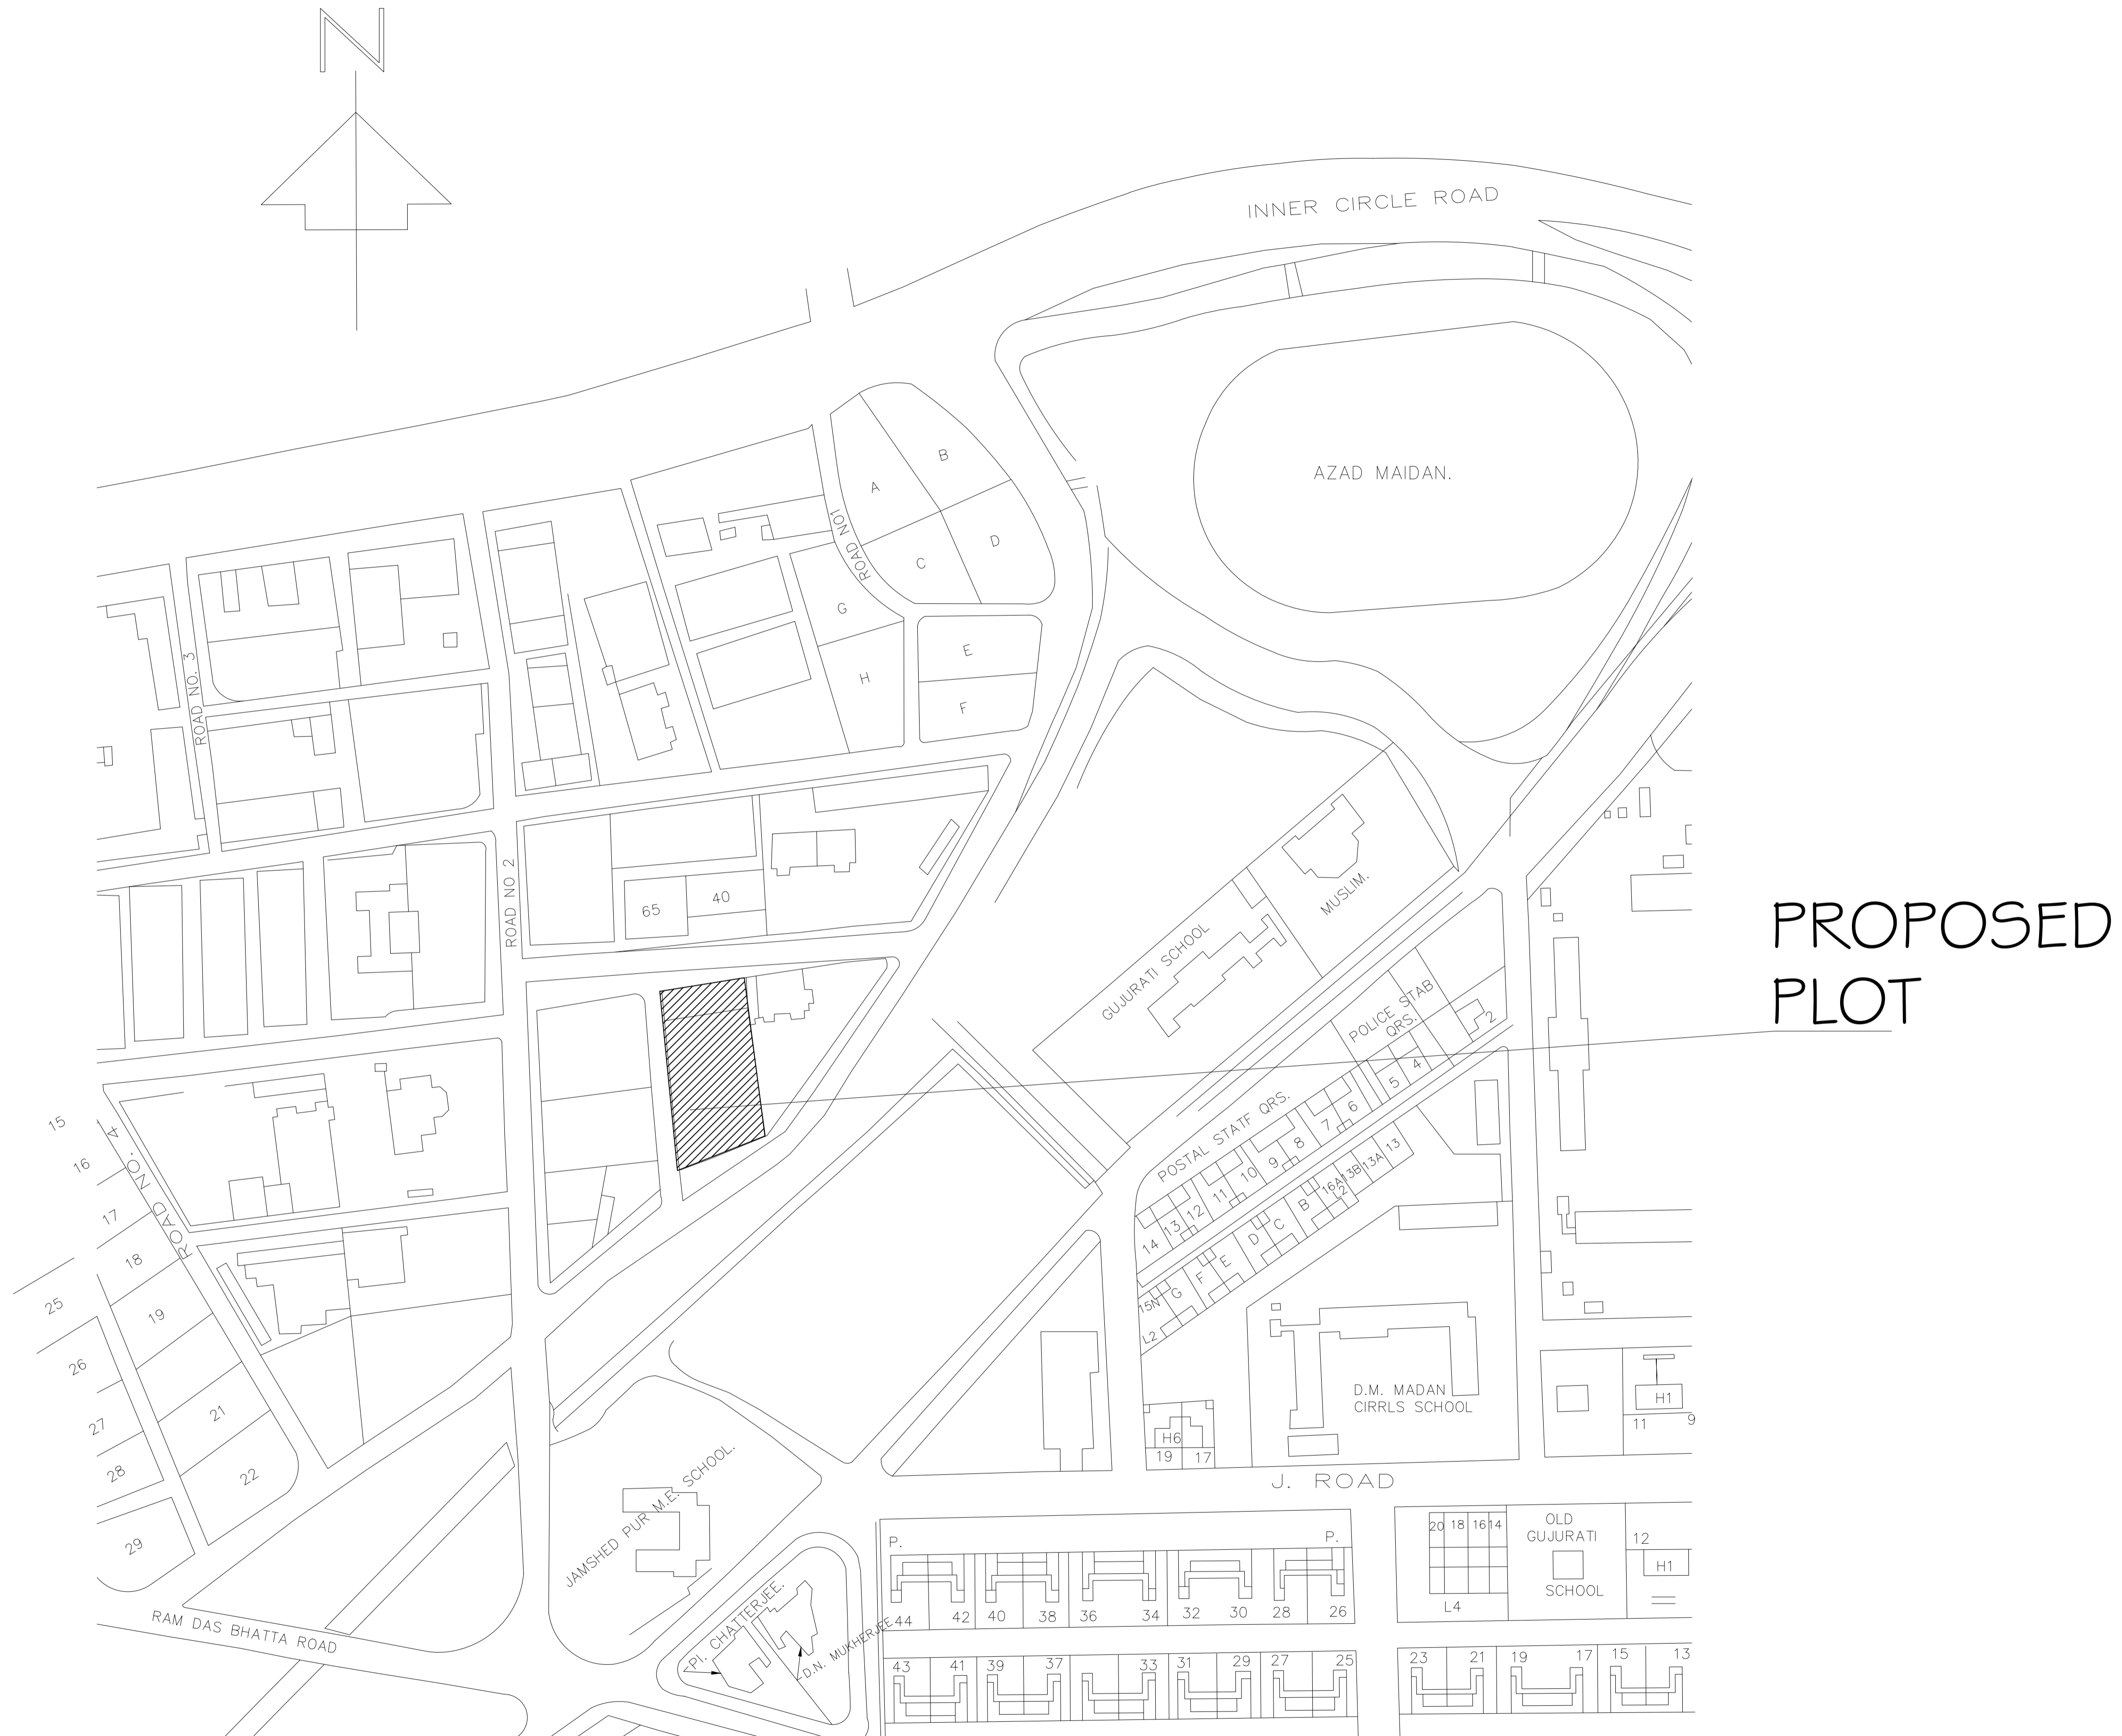 N
INNER CIRCLE ROAD
AZAD MAIDAN.
A
B
C
D
ROAD NO1
G
H
E
F
ROAD NO. 3
ROAD NO 2
65
40
MUSLIM.
GUJURATI SCHOOL
PROPOSED
PLOT
POLICE STAB
QRS.
2
4
5
6
7
8
9
10
11
12
13
14
POSTAL STATF QRS.
13
13A
13B
16A
L2
B
C
D
E
F
G
15N
L2
ROAD NO. 4
15
16
17
18
19
21
22
25
26
27
28
29
D.M. MADAN
CIRRLS SCHOOL
H6
19
17
H1
11
9
J. ROAD
JAMSHED PUR M.E. SCHOOL.
PI. CHATTERJEE.
D.N. MUKHERJEE
RAM DAS BHATTA ROAD
P.
P.
44
42
40
38
36
34
32
30
28
26
20
18
16
14
L4
OLD
GUJURATI
SCHOOL
12
H1
43
41
39
37
33
31
29
27
25
23
21
19
17
15
13